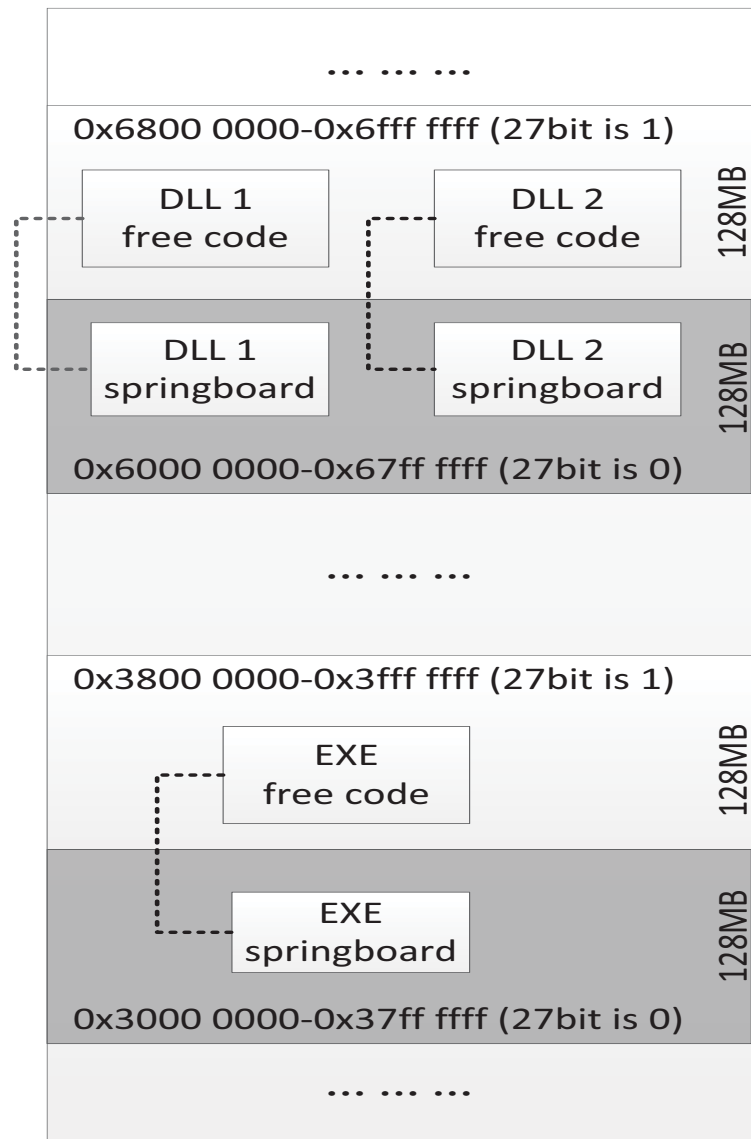 ... ... ...
0x6800 0000-0x6fff ffff (27bit is 1)
128MB
DLL 1
free code
DLL 2
free code
DLL 1
springboard
DLL 2
springboard
128MB
0x6000 0000-0x67ff ffff (27bit is 0)
... ... ...
0x3800 0000-0x3fff ffff (27bit is 1)
EXE
free code
128MB
EXE
springboard
128MB
0x3000 0000-0x37ff ffff (27bit is 0)
... ... ...